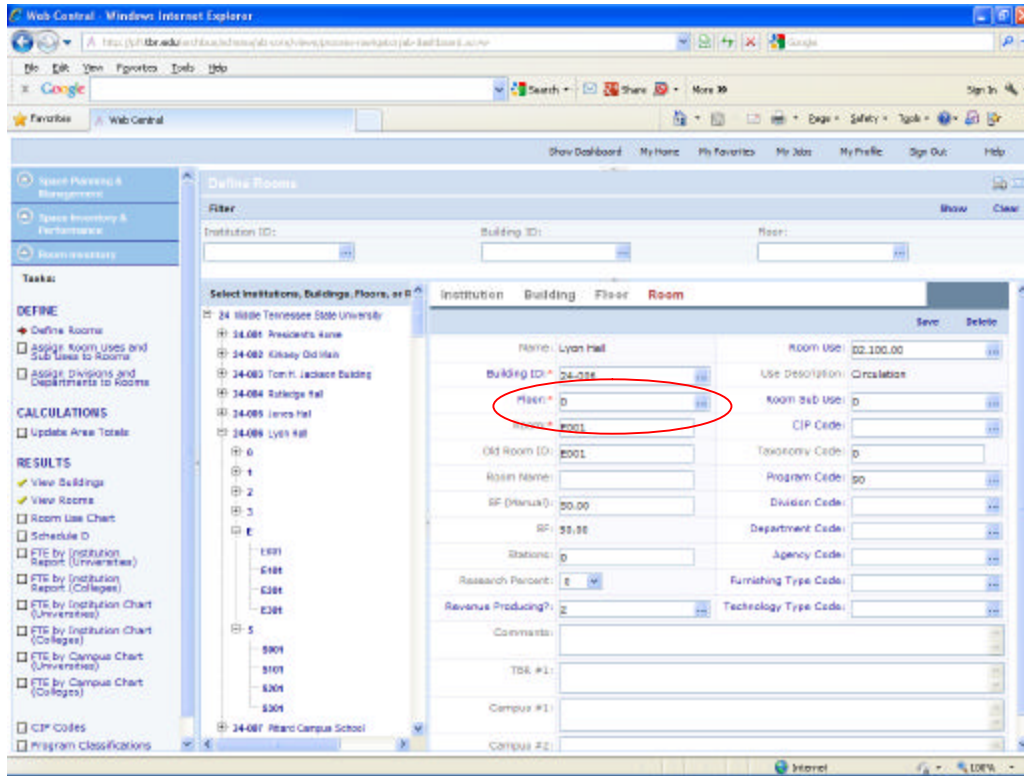 Web Central - Windows Internet Explorer
File Edit View Favorites Tools Help
x Google Search Share More » Sign In
Favorites Web Central Page Safety Tools
Show Dashboard My Home My Favorites My Jobs My Profile Sign Out Help
Space Planning & Management
Define Rooms
Filter Show Clear
Space Inventory & Performance
Institution ID: Building ID: Floor:
Room Inventory
Tasks:
Select Institutions, Buildings, Floors, or R
Institution Building Floor Room
Save Delete
DEFINE
Define Rooms
Assign Room Uses and Sub Uses to Rooms
Assign Divisions and Departments to Rooms
CALCULATIONS
Update Area Totals
RESULTS
View Buildings
View Rooms
Room Use Chart
Schedule D
FTE by Institution Report (Universities)
FTE by Institution Report (Colleges)
FTE by Institution Chart (Universities)
FTE by Institution Chart (Colleges)
FTE by Campus Chart (Universities)
FTE by Campus Chart (Colleges)
CIP Codes
Program Classifications
24 Middle Tennessee State University
24-001 Presidents Home
24-002 Kirksey Old Main
24-003 Tom H. Jackson Building
24-004 Rutledge Hall
24-005 Jones Hall
24-006 Lyon Hall
0
1
2
3
E
E001
E101
E201
E301
S
S001
S101
S201
S301
24-007 Pittard Campus School
Name: Lyon Hall
Building ID:* 24-006
Floor:* 0
Room:* E001
Old Room ID: E001
Room Name:
SF (Manual): 50.00
SF: 50.00
Stations: 0
Research Percent: 0
Revenue Producing?: 2
Comments:
TBR #1:
Campus #1:
Campus #2:
Room Use: 02.100.00
Use Description: Circulation
Room Sub Use: 0
CIP Code:
Taxonomy Code: 0
Program Code: 50
Division Code:
Department Code:
Agency Code:
Furnishing Type Code:
Technology Type Code:
Internet 100%